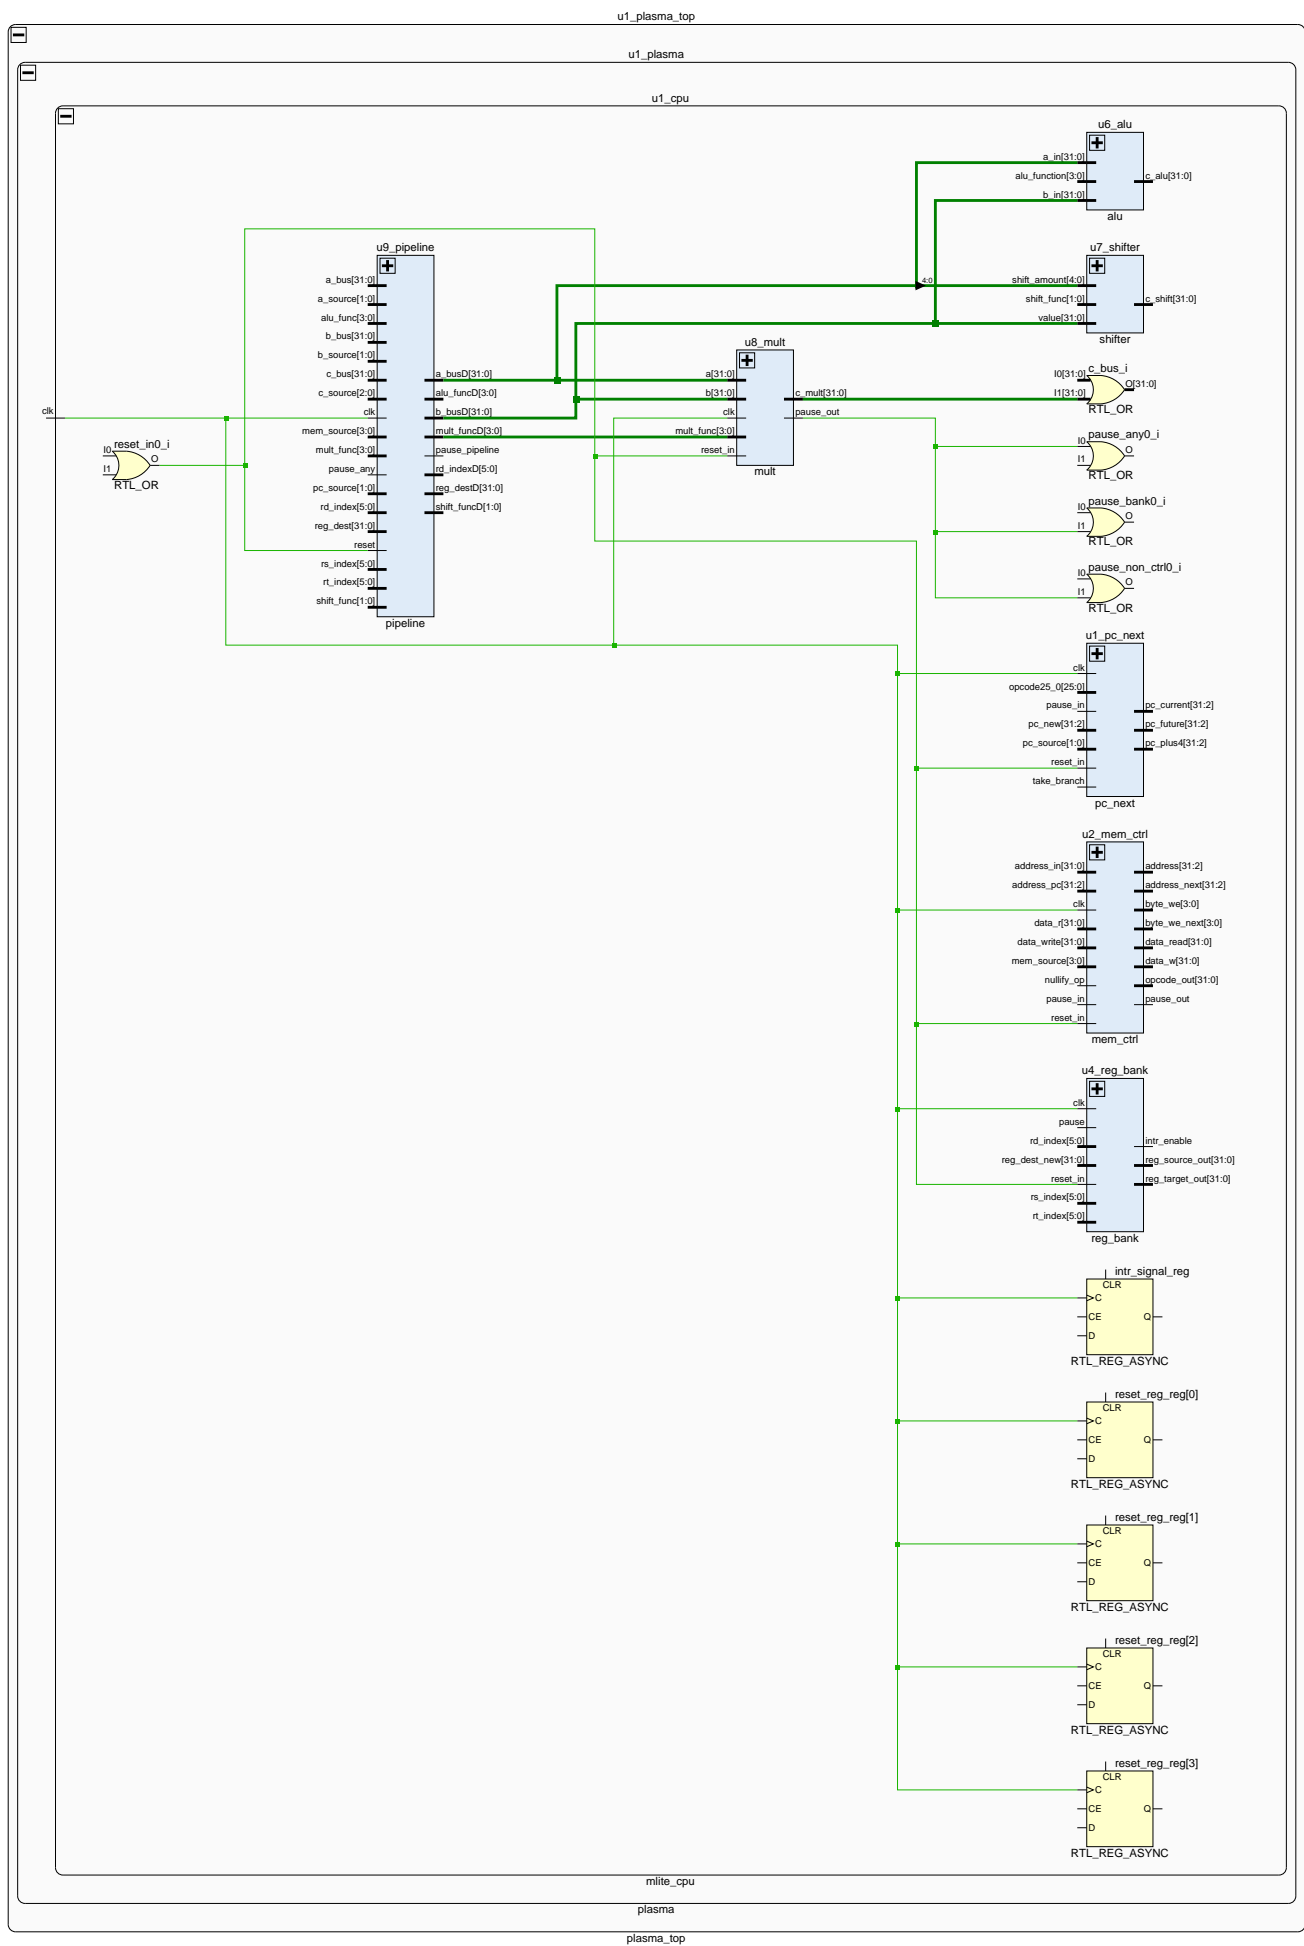 u1_plasma_top
u1_plasma
u1_cpu
u6_alu
a_in[31:0]
alu_function[3:0]
b_in[31:0]
c_alu[31:0]
alu
u7_shifter
4:0
shift_amount[4:0]
shift_func[1:0]
value[31:0]
c_shift[31:0]
shifter
u9_pipeline
a_bus[31:0]
a_source[1:0]
alu_func[3:0]
b_bus[31:0]
b_source[1:0]
c_bus[31:0]
c_source[2:0]
clk
mem_source[3:0]
mult_func[3:0]
pause_any
pc_source[1:0]
rd_index[5:0]
reg_dest[31:0]
reset
rs_index[5:0]
rt_index[5:0]
shift_func[1:0]
a_busD[31:0]
alu_funcD[3:0]
b_busD[31:0]
mult_funcD[3:0]
pause_pipeline
rd_indexD[5:0]
reg_destD[31:0]
shift_funcD[1:0]
pipeline
u8_mult
a[31:0]
b[31:0]
clk
mult_func[3:0]
reset_in
c_mult[31:0]
pause_out
mult
clk
reset_in0_i
I0
I1
O
RTL_OR
c_bus_i
I0[31:0]
I1[31:0]
O[31:0]
RTL_OR
pause_any0_i
I0
I1
O
RTL_OR
pause_bank0_i
I0
I1
O
RTL_OR
pause_non_ctrl0_i
I0
I1
O
RTL_OR
u1_pc_next
clk
opcode25_0[25:0]
pause_in
pc_new[31:2]
pc_source[1:0]
reset_in
take_branch
pc_current[31:2]
pc_future[31:2]
pc_plus4[31:2]
pc_next
u2_mem_ctrl
address_in[31:0]
address_pc[31:2]
clk
data_r[31:0]
data_write[31:0]
mem_source[3:0]
nullify_op
pause_in
reset_in
address[31:2]
address_next[31:2]
byte_we[3:0]
byte_we_next[3:0]
data_read[31:0]
data_w[31:0]
opcode_out[31:0]
pause_out
mem_ctrl
u4_reg_bank
clk
pause
rd_index[5:0]
reg_dest_new[31:0]
reset_in
rs_index[5:0]
rt_index[5:0]
intr_enable
reg_source_out[31:0]
reg_target_out[31:0]
reg_bank
intr_signal_reg
CLR
C
CE
D
Q
RTL_REG_ASYNC
reset_reg_reg[0]
CLR
C
CE
D
Q
RTL_REG_ASYNC
reset_reg_reg[1]
CLR
C
CE
D
Q
RTL_REG_ASYNC
reset_reg_reg[2]
CLR
C
CE
D
Q
RTL_REG_ASYNC
reset_reg_reg[3]
CLR
C
CE
D
Q
RTL_REG_ASYNC
mlite_cpu
plasma
plasma_top